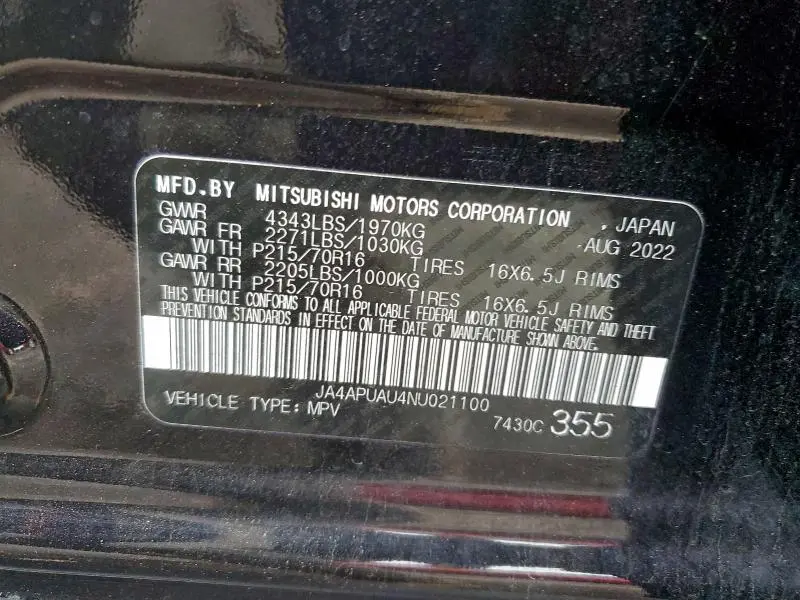 MFD.BY MITSUBISHI MOTORS CORPORATION , JAPAN
GWWR 4343LBS/1970KG AUG 2022
GAWR FR 2271LBS/1030KG
WITH P215/70R16 TIRES 16X6.5J RIMS
GAWR RR 2205LBS/1000KG
WITH P215/70R16 TIRES 16X6.5J RIMS
THIS VEHICLE CONFORMS TO ALL APPLICABLE FEDERAL MOTOR VEHICLE SAFETY AND THEFT
PREVENTION STANDARDS IN EFFECT ON THE DATE OF MANUFACTURE SHOWN ABOVE.
JA4APUAU4NU021100
VEHICLE TYPE: MPV 7430C 355